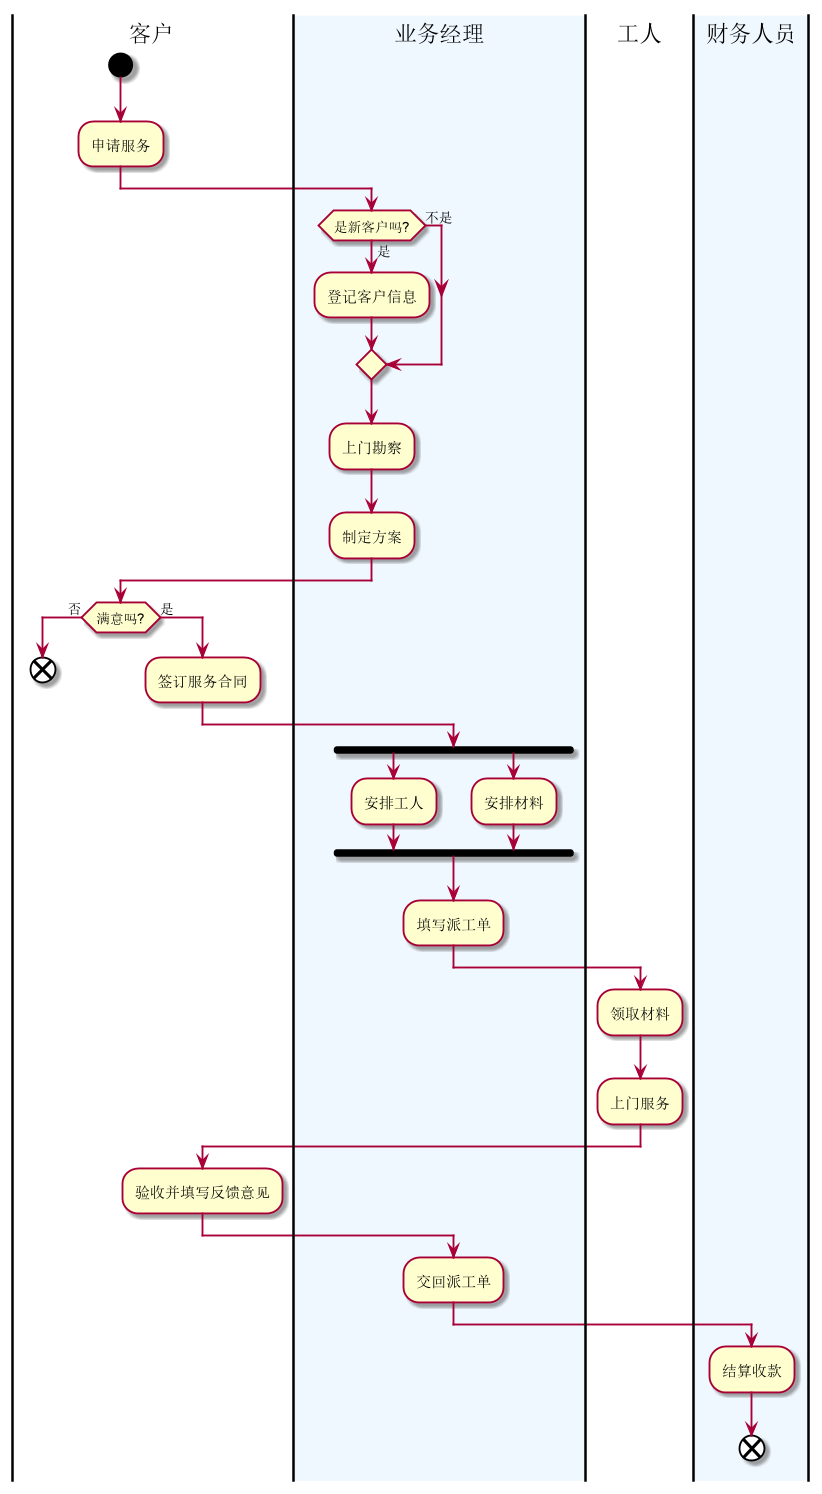 客户
业务经理
工人
财务人员
申请服务
是新客户吗?
不是
是
登记客户信息
上门勘察
制定方案
否
满意吗?
是
签订服务合同
安排工人
安排材料
填写派工单
领取材料
上门服务
验收并填写反馈意见
交回派工单
结算收款